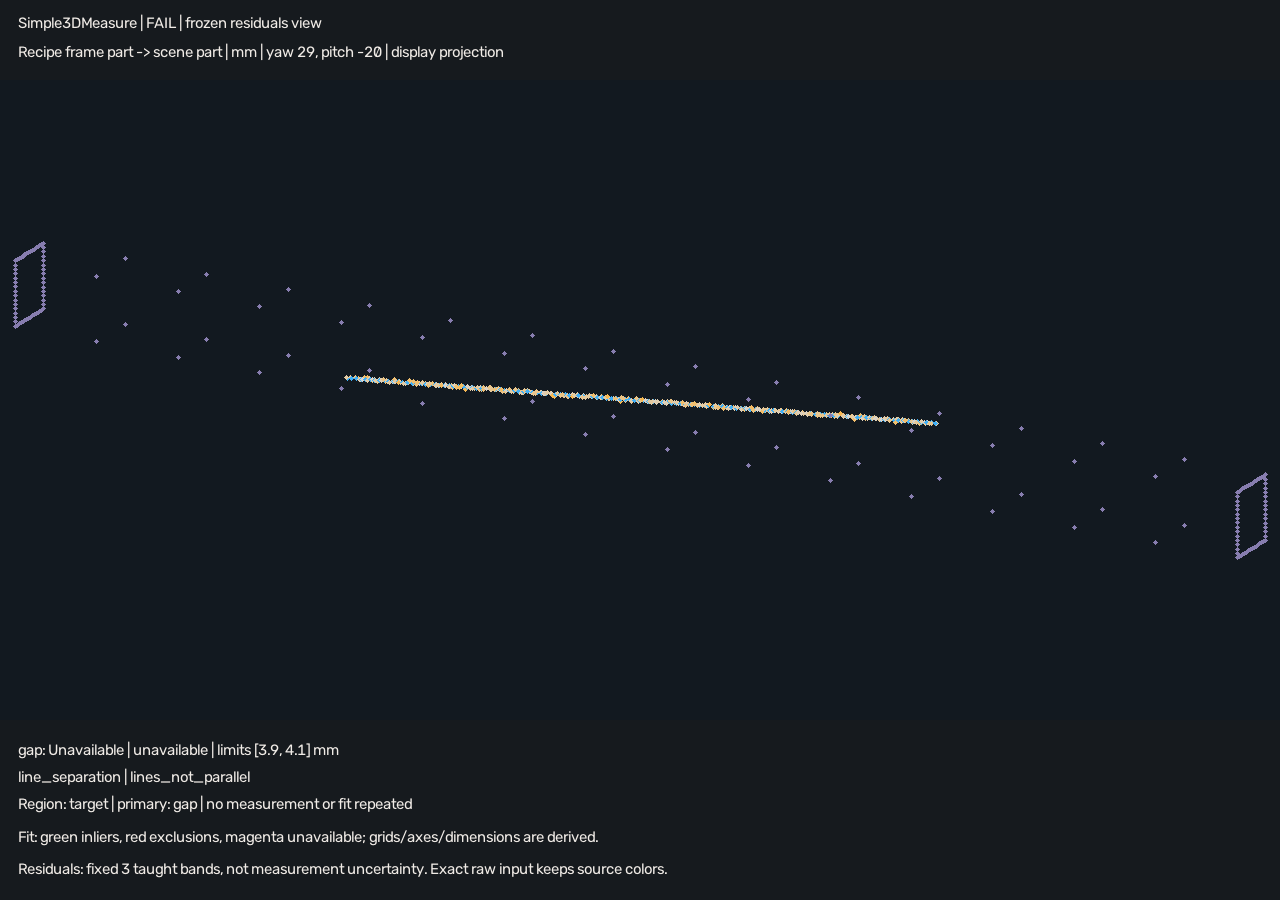 Simple3DMeasure | FAIL | frozen residuals view
Recipe frame part -> scene part | mm | yaw 29, pitch -20 | display projection
gap: Unavailable | unavailable | limits [3.9, 4.1] mm
line_separation | lines_not_parallel
Region: target | primary: gap | no measurement or fit repeated
Fit: green inliers, red exclusions, magenta unavailable; grids/axes/dimensions are derived.
Residuals: fixed 3 taught bands, not measurement uncertainty. Exact raw input keeps source colors.